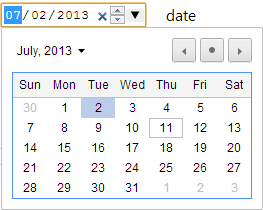 07/02/2013 date
July, 2013
Sun Mon Tue Wed Thu Fri Sat
30 1 2 3 4 5 6
7 8 9 10 11 12 13
14 15 16 17 18 19 20
21 22 23 24 25 26 27
28 29 30 31 1 2 3